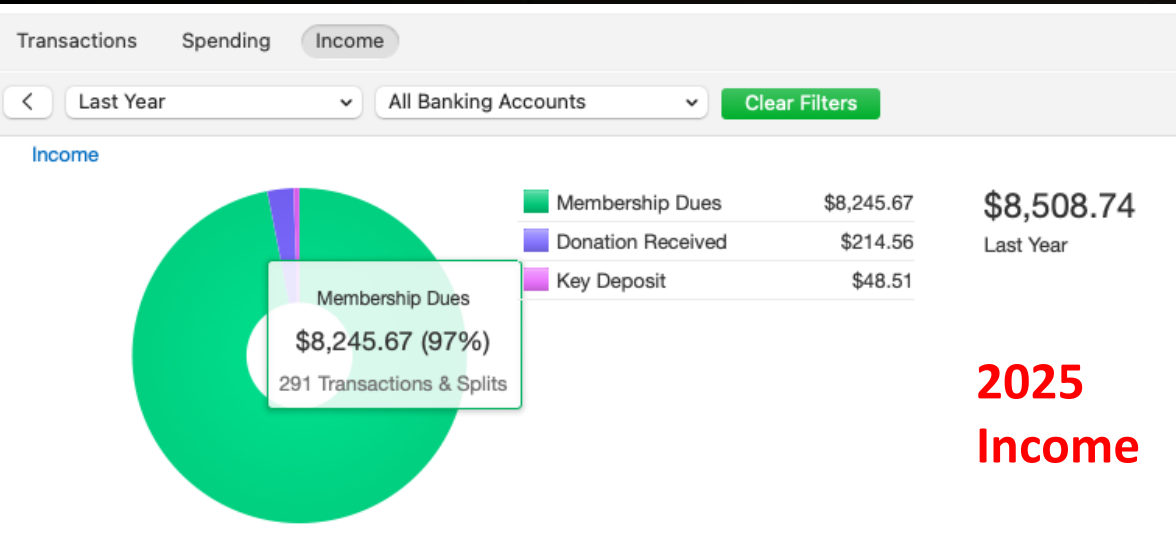 Transactions Spending Income
Last Year All Banking Accounts Clear Filters
Income
Membership Dues $8,245.67
Donation Received $214.56
Key Deposit $48.51
$8,508.74
Last Year
Membership Dues
$8,245.67 (97%)
291 Transactions & Splits
2025
Income